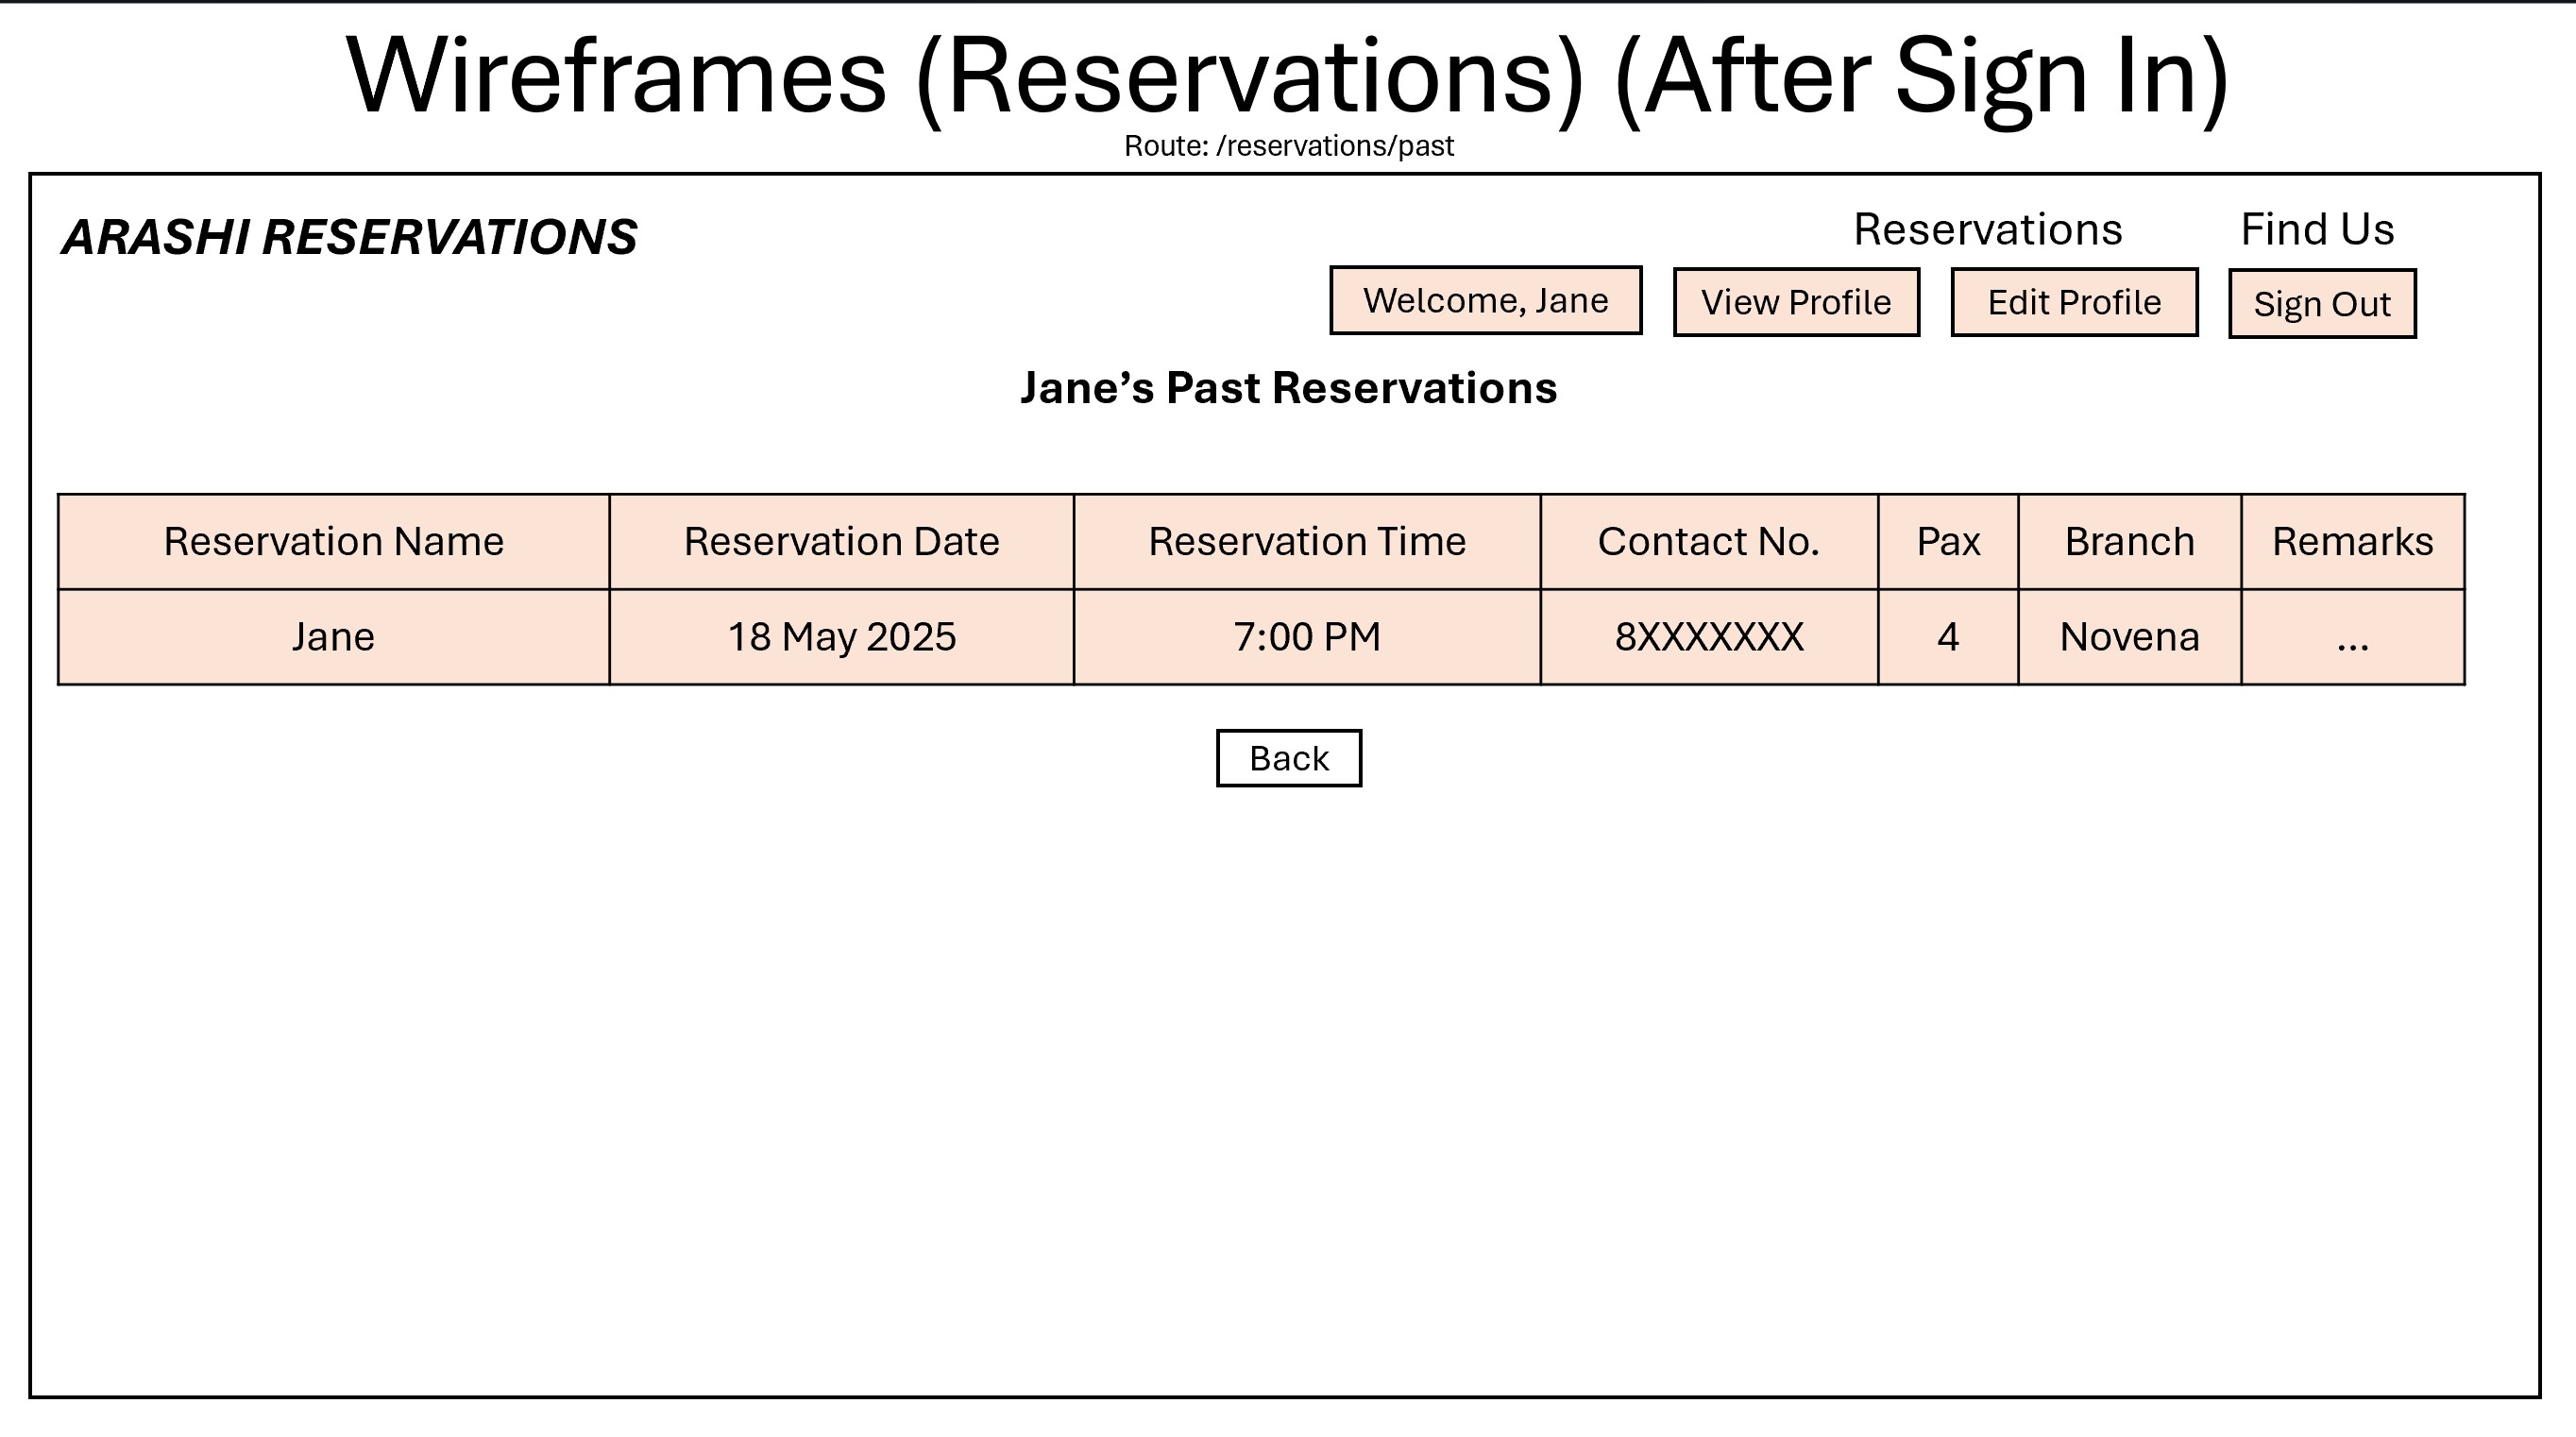 Wireframes (Reservations) (After Sign In)
Route: /reservations/past
ARASHI RESERVATIONS
Reservations Find Us
Welcome, Jane View Profile Edit Profile Sign Out
Jane’s Past Reservations
Reservation Name Reservation Date Reservation Time Contact No. Pax Branch Remarks
Jane 18 May 2025 7:00 PM 8XXXXXXX 4 Novena ...
Back